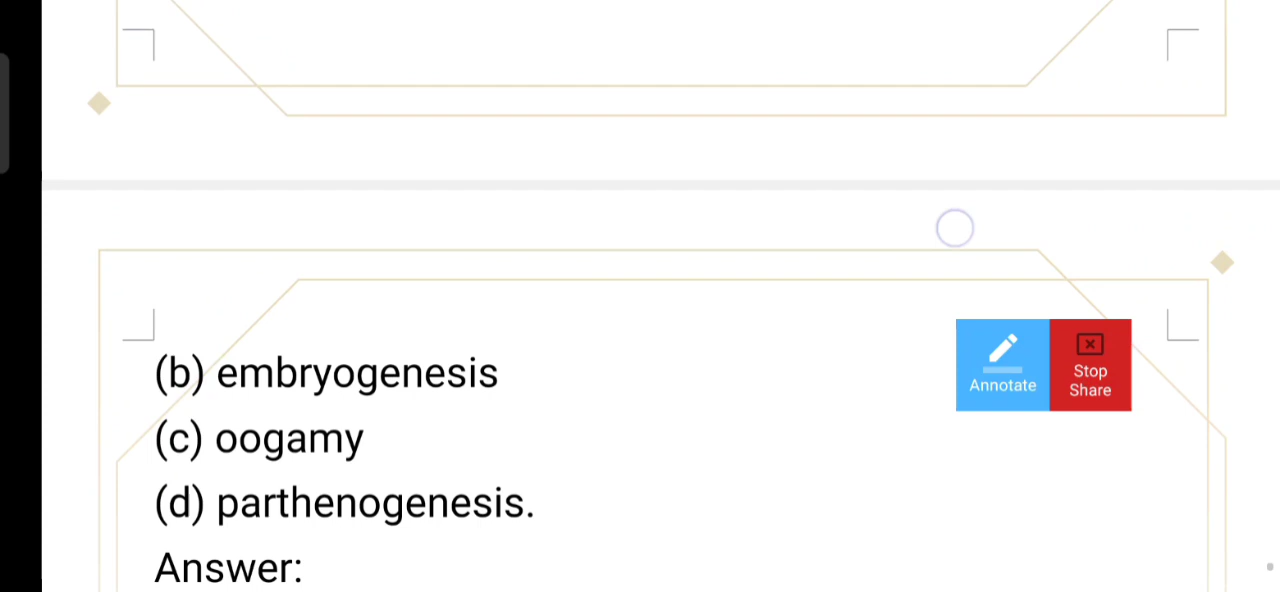 Annotate
Stop
Share
(b) embryogenesis
(c) oogamy
(d) parthenogenesis.
Answer: